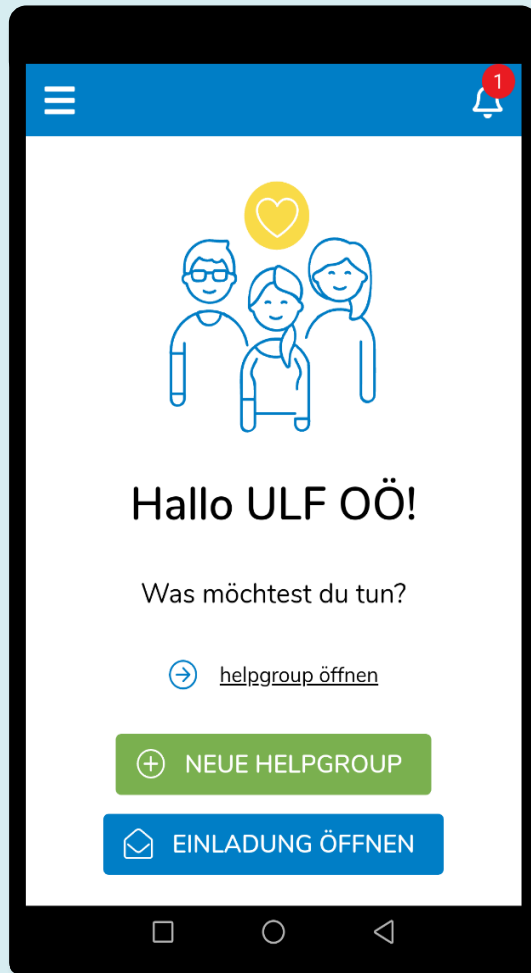 1
Hallo ULF OÖ!
Was möchtest du tun?
helpgroup öffnen
NEUE HELPGROUP
EINLADUNG ÖFFNEN